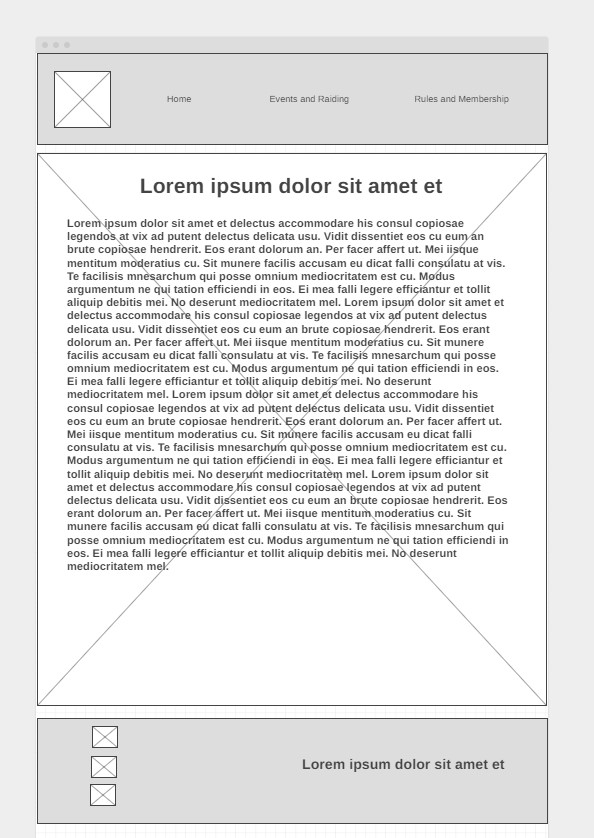 Home Events and Raiding Rules and Membership
Lorem ipsum dolor sit amet et
Lorem ipsum dolor sit amet et delectus accommodare his consul copiosae
legendos at vix ad putent delectus delicata usu. Vidit dissentiet eos cu eum an
brute copiosae hendrerit. Eos erant dolorum an. Per facer affert ut. Mei iisque
mentitum moderatius cu. Sit munere facilis accusam eu dicat falli consulatu at vis.
Te facilisis mnesarchum qui posse omnium mediocritatem est cu. Modus
argumentum ne qui tation efficiendi in eos. Ei mea falli legere efficiantur et tollit
aliquip debitis mei. No deserunt mediocritatem mel. Lorem ipsum dolor sit amet et
delectus accommodare his consul copiosae legendos at vix ad putent delectus
delicata usu. Vidit dissentiet eos cu eum an brute copiosae hendrerit. Eos erant
dolorum an. Per facer affert ut. Mei iisque mentitum moderatius cu. Sit munere
facilis accusam eu dicat falli consulatu at vis. Te facilisis mnesarchum qui posse
omnium mediocritatem est cu. Modus argumentum ne qui tation efficiendi in eos.
Ei mea falli legere efficiantur et tollit aliquip debitis mei. No deserunt
mediocritatem mel. Lorem ipsum dolor sit amet et delectus accommodare his
consul copiosae legendos at vix ad putent delectus delicata usu. Vidit dissentiet
eos cu eum an brute copiosae hendrerit. Eos erant dolorum an. Per facer affert ut.
Mei iisque mentitum moderatius cu. Sit munere facilis accusam eu dicat falli
consulatu at vis. Te facilisis mnesarchum qui posse omnium mediocritatem est cu.
Modus argumentum ne qui tation efficiendi in eos. Ei mea falli legere efficiantur et
tollit aliquip debitis mei. No deserunt mediocritatem mel. Lorem ipsum dolor sit
amet et delectus accommodare his consul copiosae legendos at vix ad putent
delectus delicata usu. Vidit dissentiet eos cu eum an brute copiosae hendrerit. Eos
erant dolorum an. Per facer affert ut. Mei iisque mentitum moderatius cu. Sit
munere facilis accusam eu dicat falli consulatu at vis. Te facilisis mnesarchum qui
posse omnium mediocritatem est cu. Modus argumentum ne qui tation efficiendi in
eos. Ei mea falli legere efficiantur et tollit aliquip debitis mei. No deserunt
mediocritatem mel.
Lorem ipsum dolor sit amet et